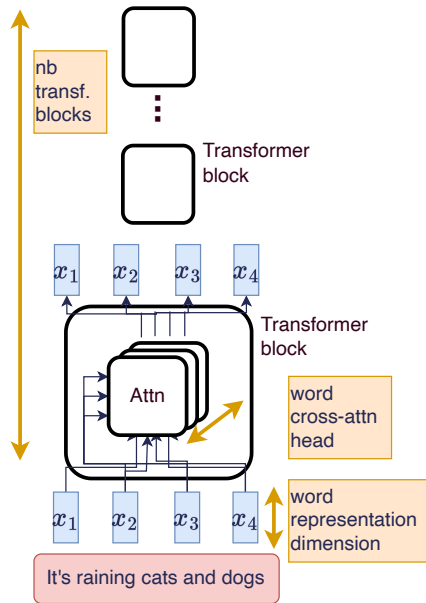 nb
transf.
blocks
Transformer
block
x₁ x₂ x₃ x₄
Transformer
block
Attn
word
cross-attn
head
x₁ x₂ x₃ x₄
word
representation
dimension
It's raining cats and dogs